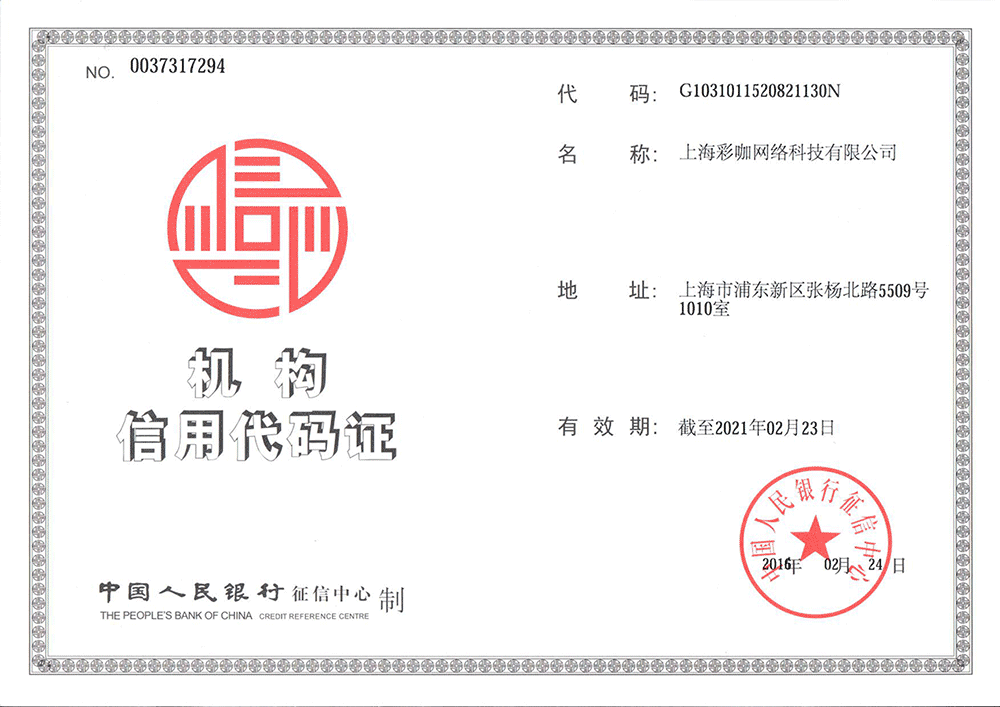 NO. 0037317294
代 码： G1031011520821130N
名 称： 上海彩咖网络科技有限公司
地 址： 上海市浦东新区张杨北路5509号
1010室
机 构
信用代码证
有 效 期： 截至2021年02月23日
中国人民银行征信中心
2016年 02月 24 日
中国人民银行 征信中心 制
THE PEOPLE'S BANK OF CHINA CREDIT REFERENCE CENTRE